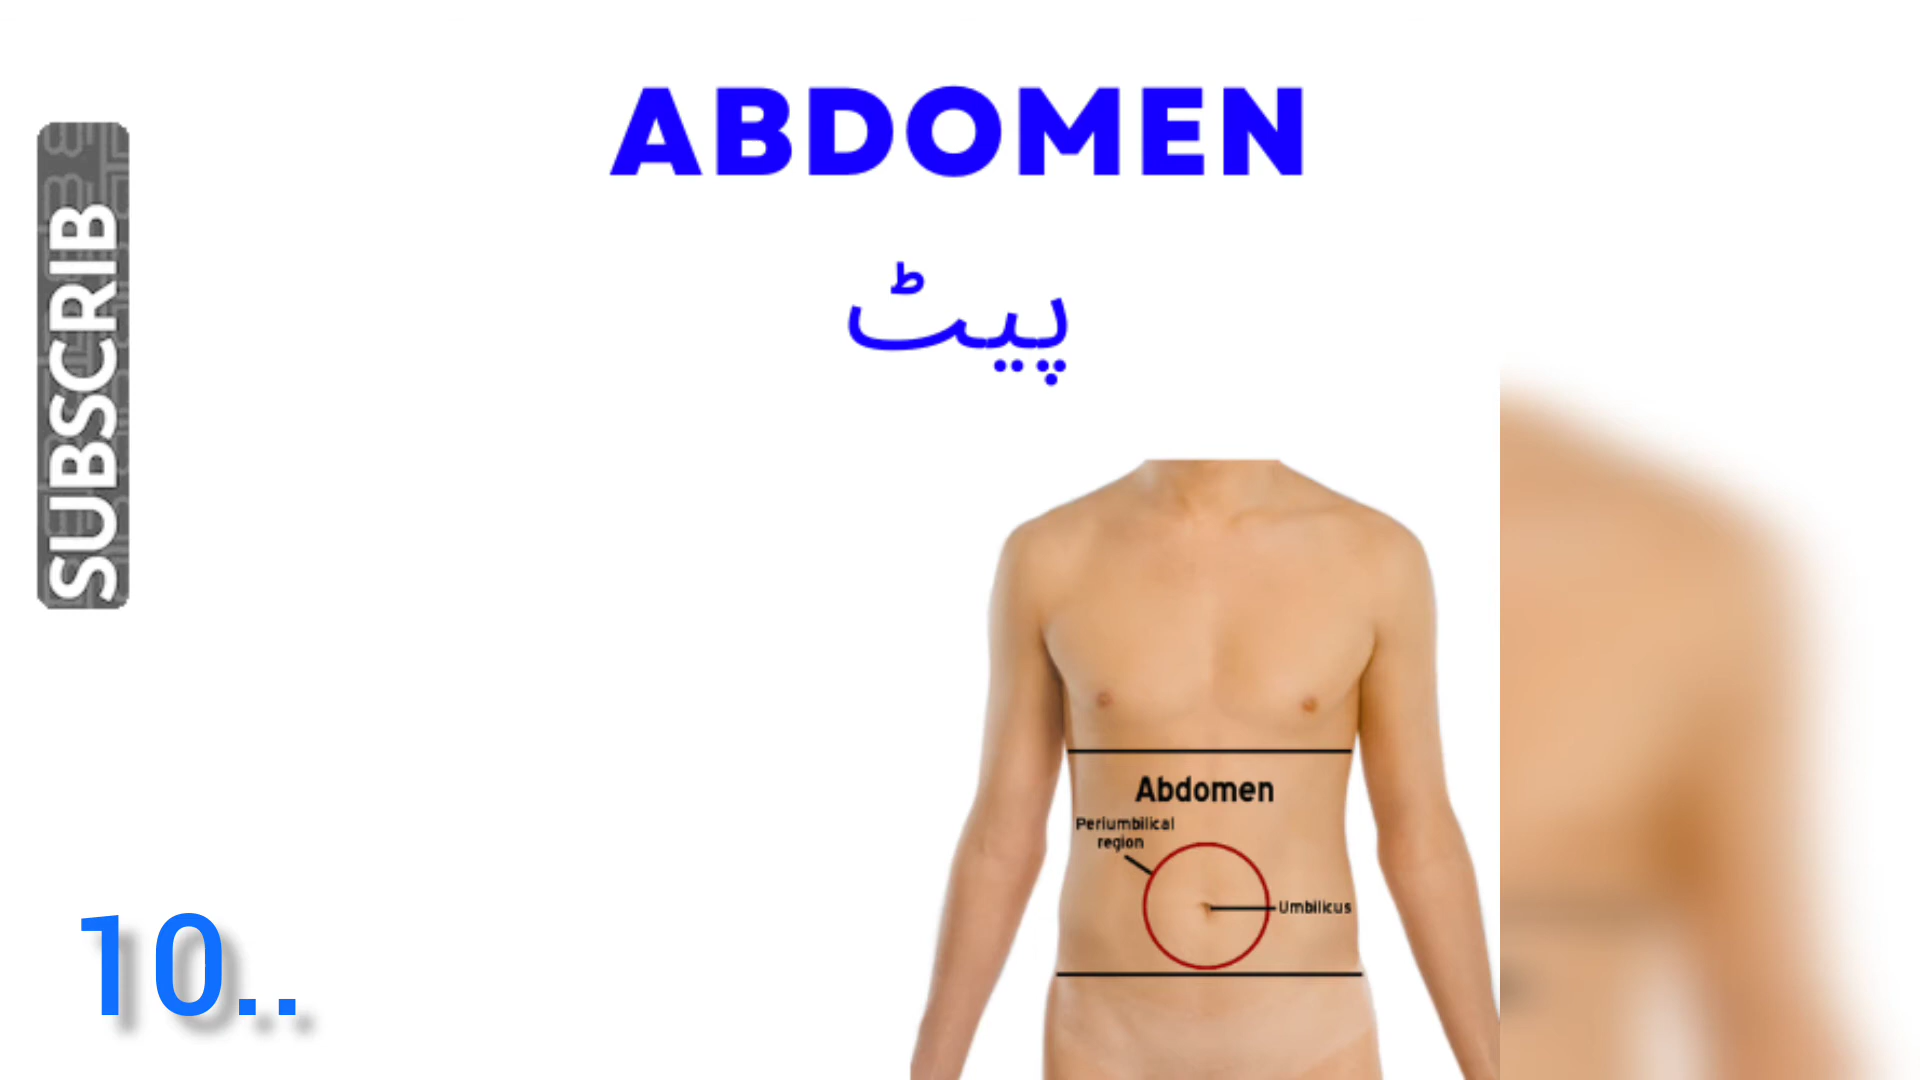 ABDOMEN
پیٹ
SUBSCRIB
Abdomen
Periumbilical
region
Umbilicus
10..